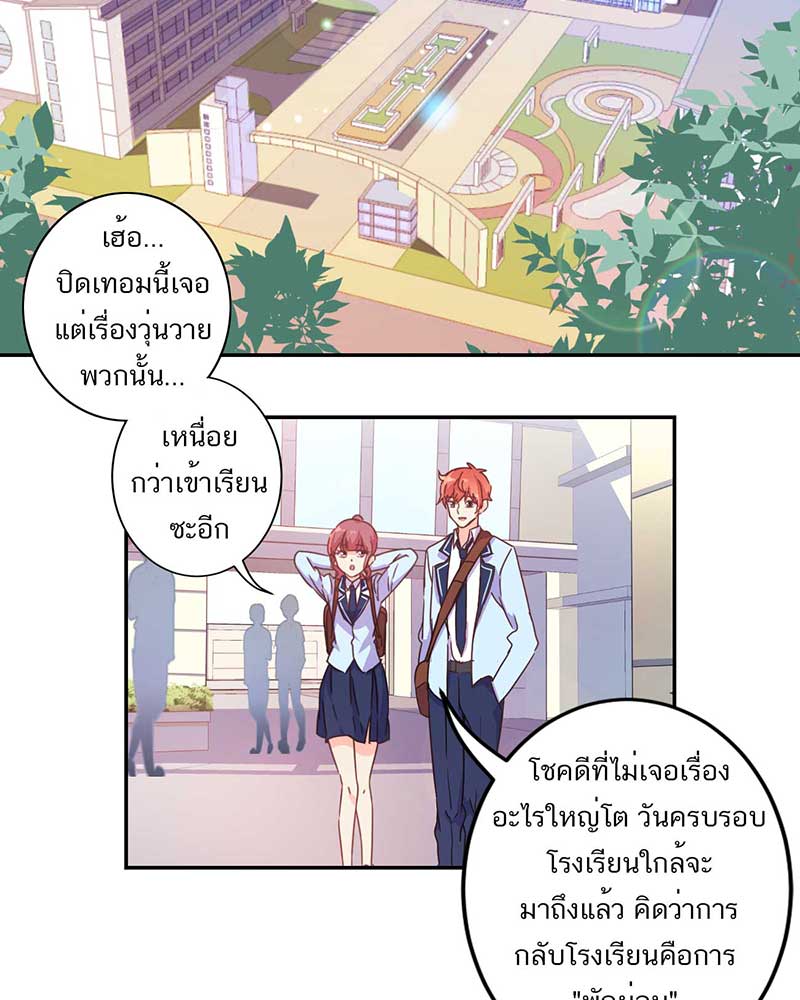 เฮ้อ...
ปิดเทอมนี้เจอ
แต่เรื่องวุ่นวาย
พวกนั้น...
เหนื่อย
กว่าเข้าเรียน
ซะอีก
โชคดีที่ไม่เจอเรื่อง
อะไรใหญ่โต วันครบรอบ
โรงเรียนใกล้จะ
มาถึงแล้ว คิดว่าการ
กลับโรงเรียนคือการ